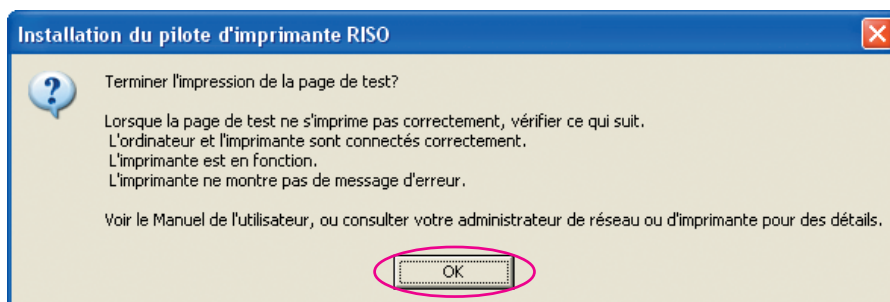 Installation du pilote d'imprimante RISO
Terminer l'impression de la page de test?
Lorsque la page de test ne s'imprime pas correctement, vérifier ce qui suit.
L'ordinateur et l'imprimante sont connectés correctement.
L'imprimante est en fonction.
L'imprimante ne montre pas de message d'erreur.
Voir le Manuel de l'utilisateur, ou consulter votre administrateur de réseau ou d'imprimante pour des détails.
OK